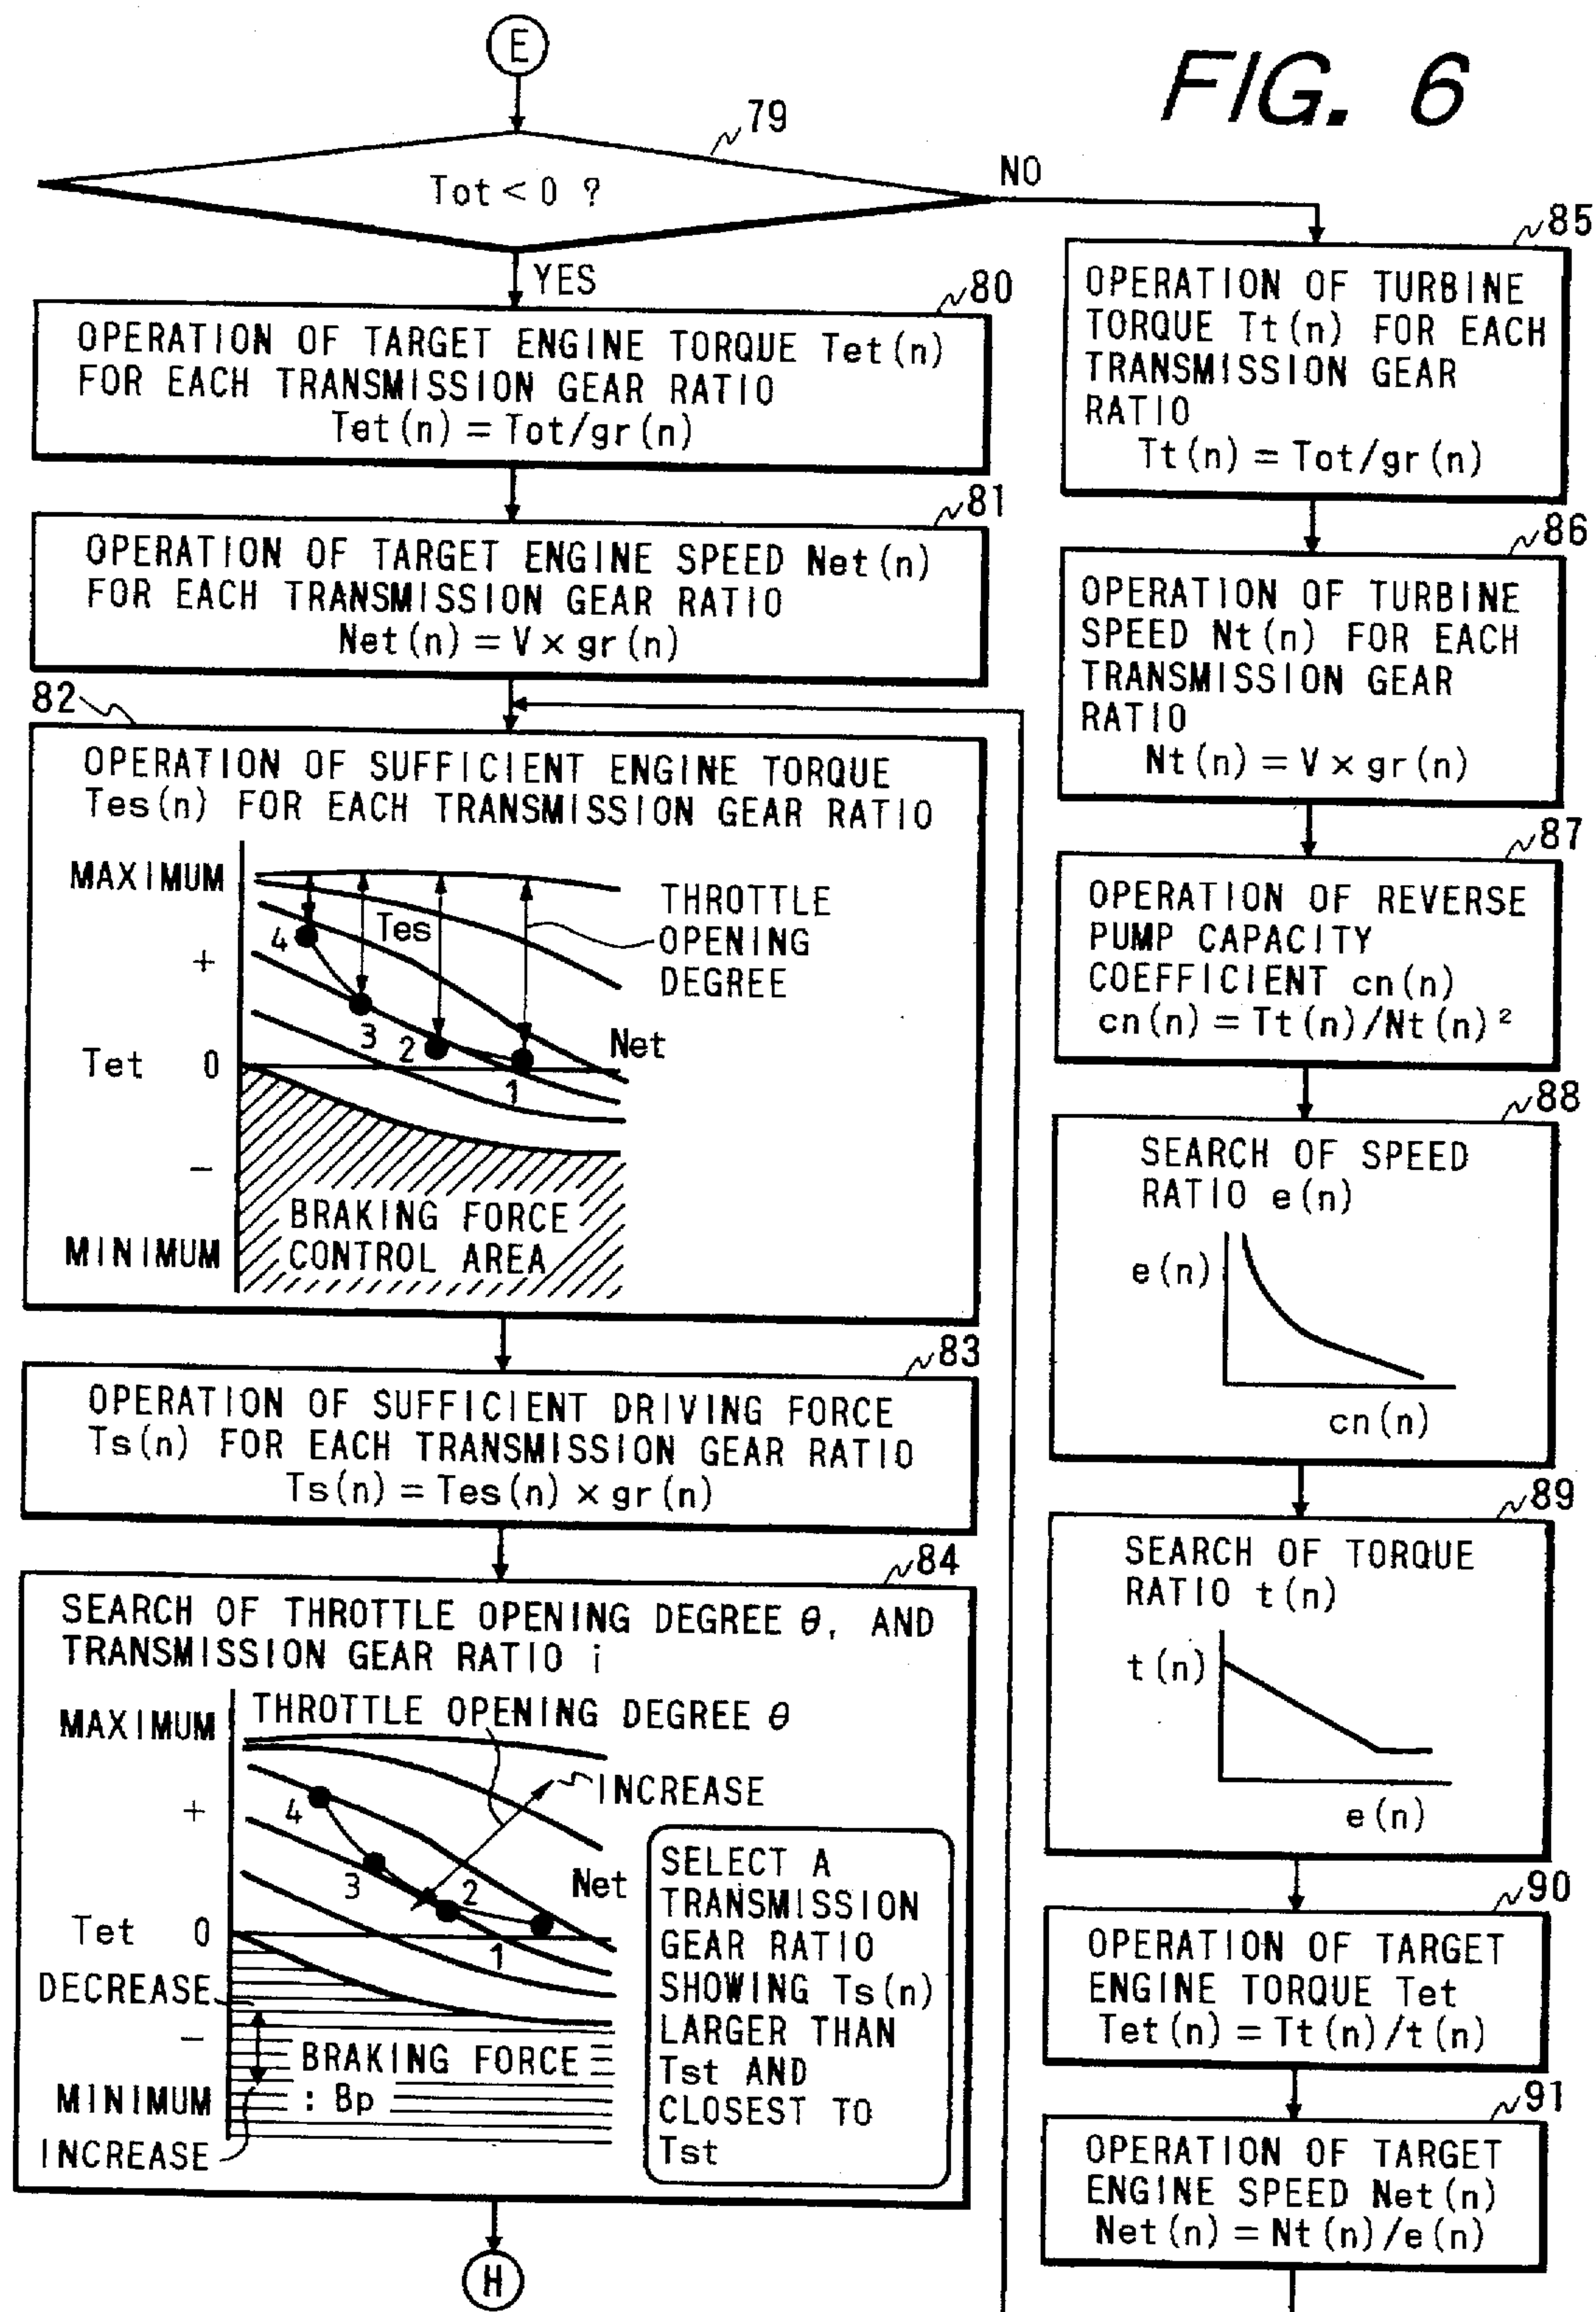 FIG. 6
E
79
Tot < 0 ?
NO
YES
80
OPERATION OF TARGET ENGINE TORQUE Tet(n)
FOR EACH TRANSMISSION GEAR RATIO
Tet(n) = Tot/gr(n)
81
OPERATION OF TARGET ENGINE SPEED Net(n)
FOR EACH TRANSMISSION GEAR RATIO
Net(n) = V × gr(n)
82
OPERATION OF SUFFICIENT ENGINE TORQUE
Tes(n) FOR EACH TRANSMISSION GEAR RATIO
MAXIMUM
THROTTLE
OPENING
DEGREE
Tes
4
+
3
2
1
Net
Tet 0
−
BRAKING FORCE
CONTROL AREA
MINIMUM
83
OPERATION OF SUFFICIENT DRIVING FORCE
Ts(n) FOR EACH TRANSMISSION GEAR RATIO
Ts(n) = Tes(n) × gr(n)
84
SEARCH OF THROTTLE OPENING DEGREE θ, AND
TRANSMISSION GEAR RATIO i
MAXIMUM
THROTTLE OPENING DEGREE θ
INCREASE
+
4
3
2
1
Net
Tet 0
DECREASE
−
BRAKING FORCE
: Bp
MINIMUM
INCREASE
SELECT A
TRANSMISSION
GEAR RATIO
SHOWING Ts(n)
LARGER THAN
Tst AND
CLOSEST TO
Tst
H
85
OPERATION OF TURBINE
TORQUE Tt(n) FOR EACH
TRANSMISSION GEAR
RATIO
Tt(n) = Tot/gr(n)
86
OPERATION OF TURBINE
SPEED Nt(n) FOR EACH
TRANSMISSION GEAR
RATIO
Nt(n) = V × gr(n)
87
OPERATION OF REVERSE
PUMP CAPACITY
COEFFICIENT cn(n)
cn(n) = Tt(n)/Nt(n)²
88
SEARCH OF SPEED
RATIO e(n)
e(n)
cn(n)
89
SEARCH OF TORQUE
RATIO t(n)
t(n)
e(n)
90
OPERATION OF TARGET
ENGINE TORQUE Tet
Tet(n) = Tt(n)/t(n)
91
OPERATION OF TARGET
ENGINE SPEED Net(n)
Net(n) = Nt(n)/e(n)